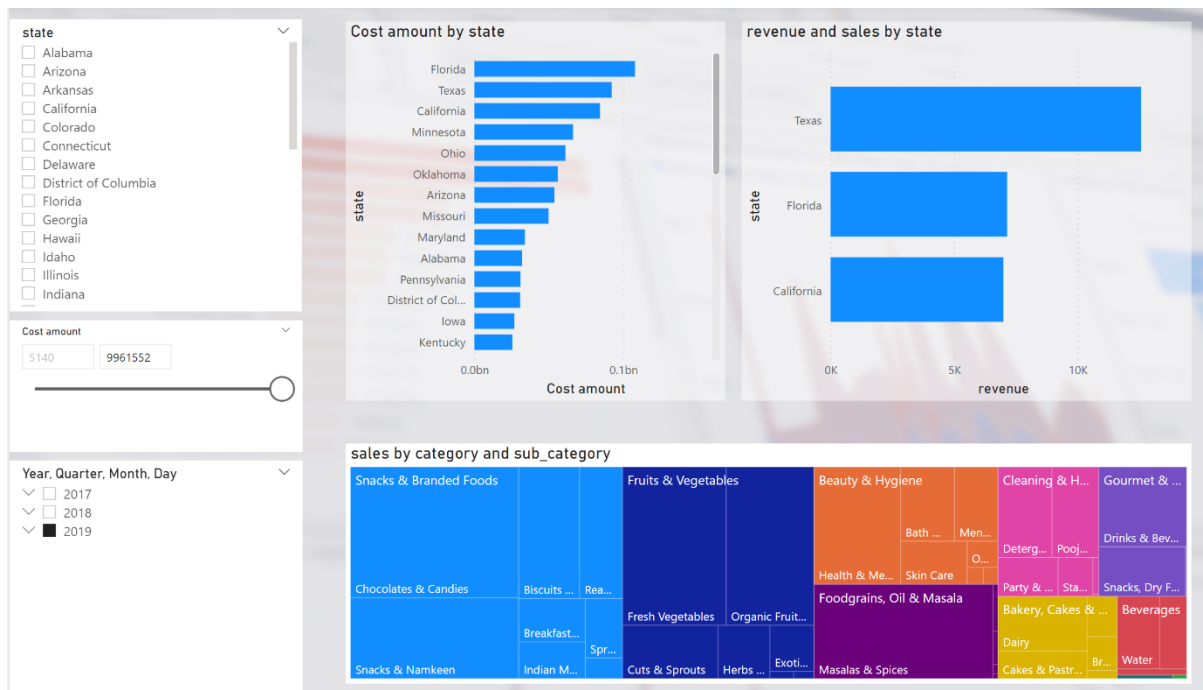 state
Alabama
Arizona
Arkansas
California
Colorado
Connecticut
Delaware
District of Columbia
Florida
Georgia
Hawaii
Idaho
Illinois
Indiana
Cost amount
5140 9961552
Year, Quarter, Month, Day
2017
2018
2019
Cost amount by state
state
Florida
Texas
California
Minnesota
Ohio
Oklahoma
Arizona
Missouri
Maryland
Alabama
Pennsylvania
District of Col...
Iowa
Kentucky
0.0bn 0.1bn
Cost amount
revenue and sales by state
state
Texas
Florida
California
0K 5K 10K
revenue
sales by category and sub_category
Snacks & Branded Foods
Chocolates & Candies
Biscuits ...
Rea...
Breakfast...
Spr...
Snacks & Namkeen
Indian M...
Fruits & Vegetables
Fresh Vegetables
Organic Fruit...
Cuts & Sprouts
Herbs ...
Exoti...
Beauty & Hygiene
Bath ...
Men...
O...
Health & Me...
Skin Care
Foodgrains, Oil & Masala
Masalas & Spices
Cleaning & H...
Deterg...
Pooj...
Party & ...
Sta...
Gourmet & ...
Drinks & Bev...
Snacks, Dry F...
Bakery, Cakes & ...
Dairy
Cakes & Pastr...
Br...
Beverages
Water